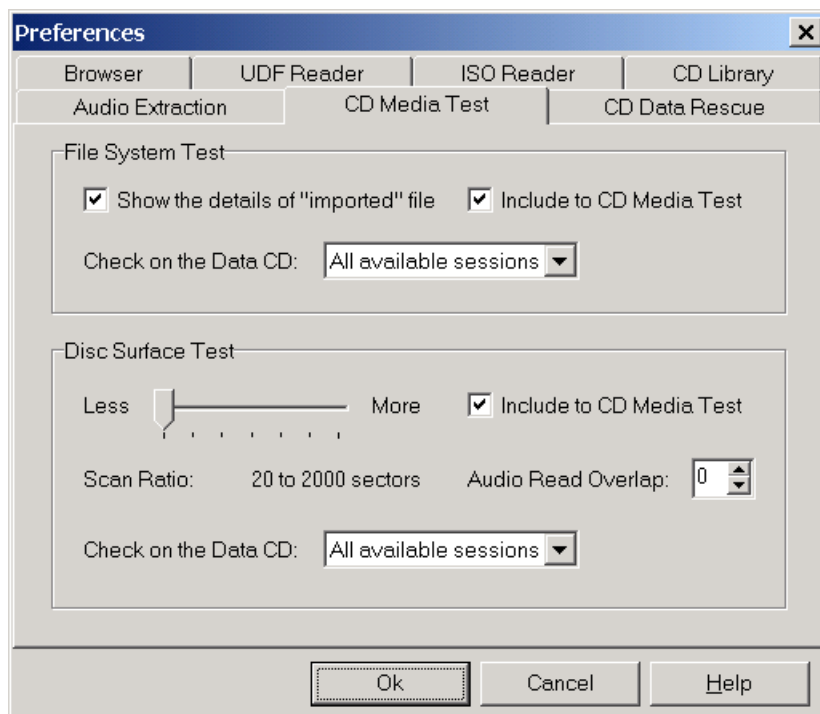 Preferences
Browser UDF Reader ISO Reader CD Library
Audio Extraction CD Media Test CD Data Rescue
File System Test
Show the details of "imported" file Include to CD Media Test
Check on the Data CD: All available sessions
Disc Surface Test
Less More Include to CD Media Test
Scan Ratio: 20 to 2000 sectors Audio Read Overlap: 0
Check on the Data CD: All available sessions
Ok Cancel Help